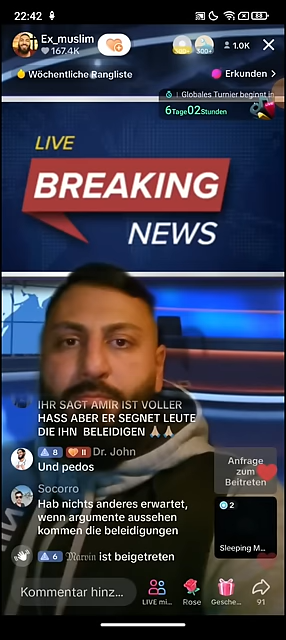 22:42
58
Ex_muslim
167.4K
300+
1.0K
Wöchentliche Rangliste
Erkunden >
Globales Turnier beginnt in
6Tage02Stunden
LIVE
BREAKING
NEWS
IHR SAGT AMIR IST VOLLER
HASS ABER ER SEGNET LEUTE
DIE IHN BELEIDIGEN 🙏🙏
8 II Dr. John
Und pedos
Socorro
Hab nichts anderes erwartet,
wenn argumente aussehen
kommen die beleidigungen
6 𝔐𝔞𝔯𝔳𝔦𝔫 ist beigetreten
Anfrage
zum
Beitreten
2
Sleeping M...
Kommentar hinz...
LIVE mi...
Rose
Gesche...
91